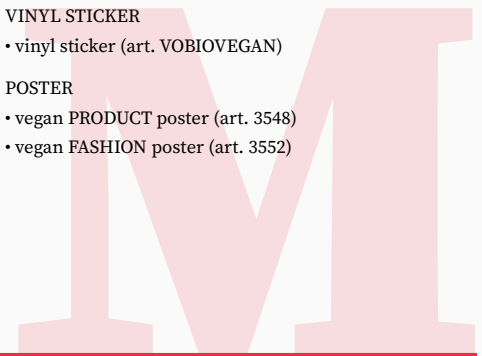 VINYL STICKER
• vinyl sticker (art. VOBIOVEGAN)
POSTER
• vegan PRODUCT poster (art. 3548)
• vegan FASHION poster (art. 3552)
M